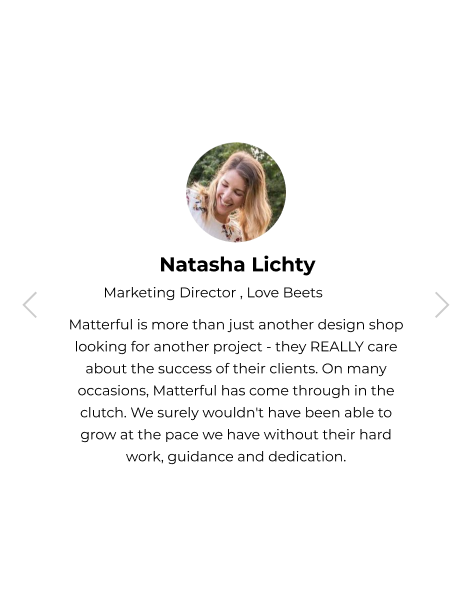 Natasha Lichty
Marketing Director , Love Beets
Matterful is more than just another design shop
looking for another project - they REALLY care
about the success of their clients. On many
occasions, Matterful has come through in the
clutch. We surely wouldn't have been able to
grow at the pace we have without their hard
work, guidance and dedication.